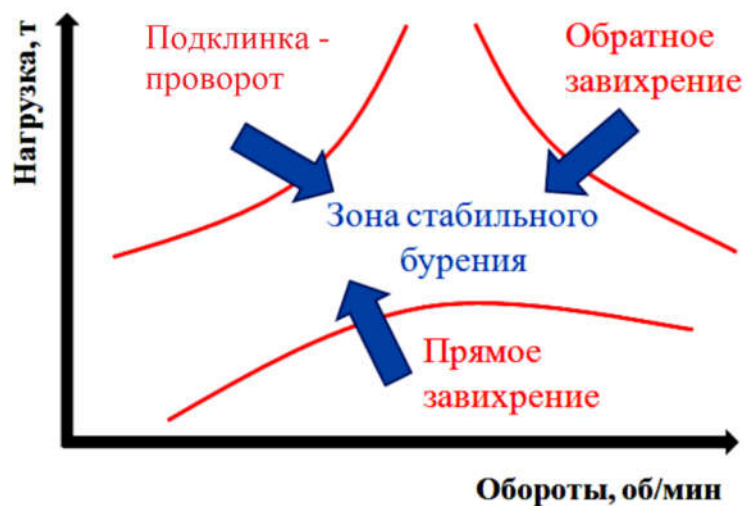 Нагрузка, т
Подклинка -
проворот
Обратное
завихрение
Зона стабильного
бурения
Прямое
завихрение
Обороты, об/мин